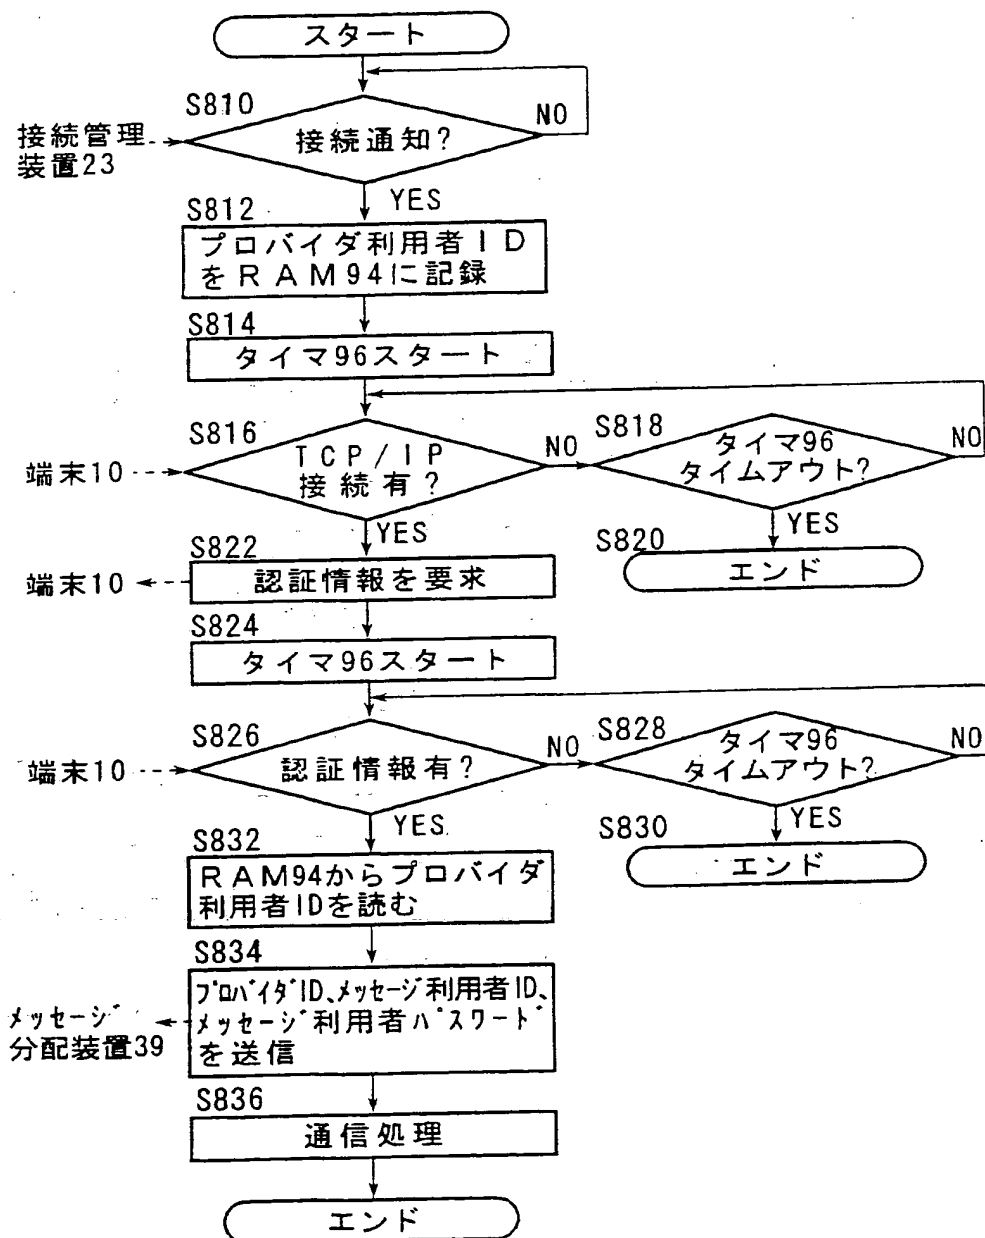 スタート
S810
NO
接続管理
装置23
接続通知?
YES
S812
プロバイダ利用者ID
をRAM94に記録
S814
タイマ96スタート
S816
TCP/IP
接続有?
端末10
NO
S818
タイマ96
タイムアウト?
NO
YES
YES
S820
エンド
S822
認証情報を要求
端末10
S824
タイマ96スタート
S826
認証情報有?
端末10
NO
S828
タイマ96
タイムアウト?
NO
YES
YES
S830
エンド
S832
RAM94からプロバイダ
利用者IDを読む
S834
プロバイダID、メッセージ利用者ID、
メッセージ利用者パスワード
を送信
メッセージ
分配装置39
S836
通信処理
エンド